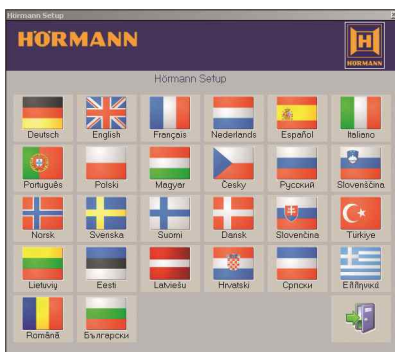 Hörmann Setup
HÖRMANN
HÖRMANN
Hörmann Setup
Deutsch English Français Nederlands Español Italiano
Português Polski Magyar Česky Русский Slovenščina
Norsk Svenska Suomi Dansk Slovenčina Türkiye
Lietuvių Eesti Latviešu Hrvatski Српски Ελληνικά
Română Български